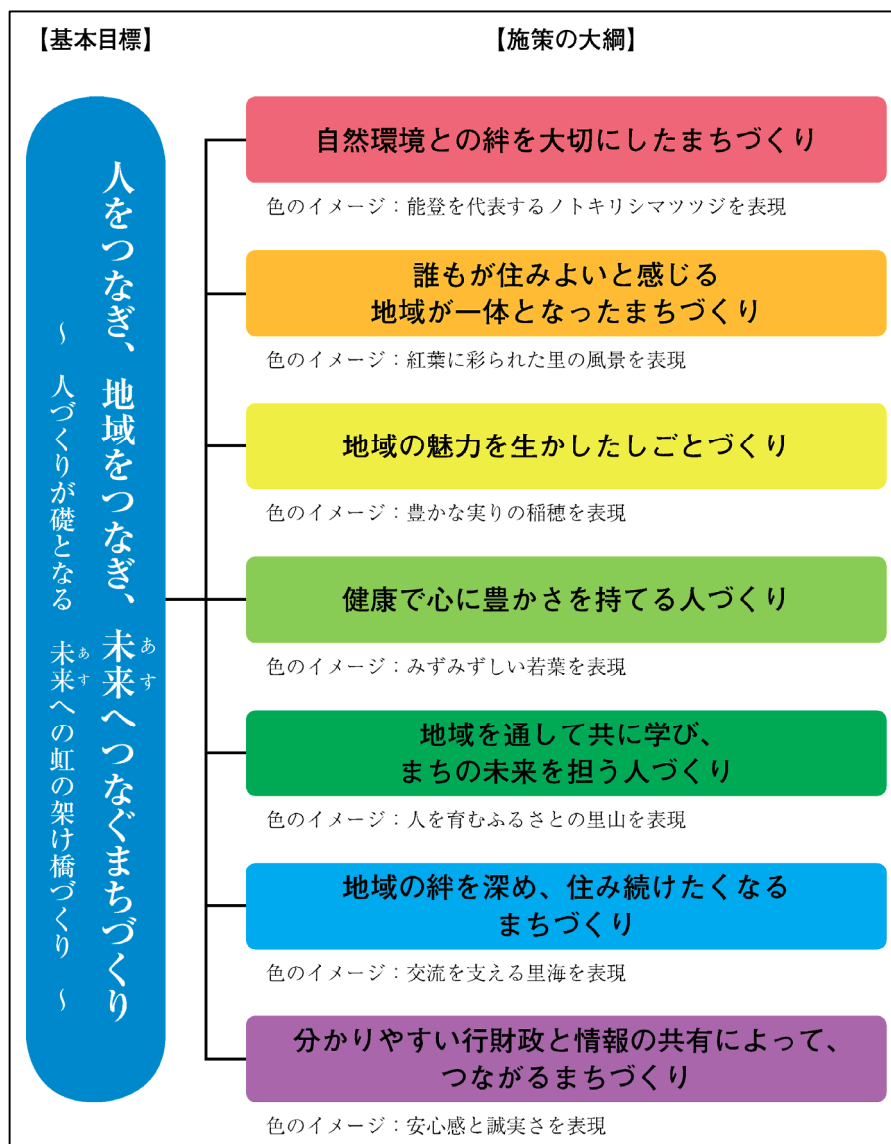 【基本目標】
【施策の大綱】
人をつなぎ、地域をつなぎ、未来へつなぐまちづくり
あす
～ 人づくりが礎となる 未来への虹の架け橋づくり ～
あす
自然環境との絆を大切にしたまちづくり
色のイメージ：能登を代表するノトキリシマツツジを表現
誰もが住みよいと感じる
地域が一体となったまちづくり
色のイメージ：紅葉に彩られた里の風景を表現
地域の魅力を生かしたしごとづくり
色のイメージ：豊かな実りの稲穂を表現
健康で心に豊かさを持てる人づくり
色のイメージ：みずみずしい若葉を表現
地域を通して共に学び、
まちの未来を担う人づくり
色のイメージ：人を育むふるさとの里山を表現
地域の絆を深め、住み続けたくなる
まちづくり
色のイメージ：交流を支える里海を表現
分かりやすい行財政と情報の共有によって、
つながるまちづくり
色のイメージ：安心感と誠実さを表現